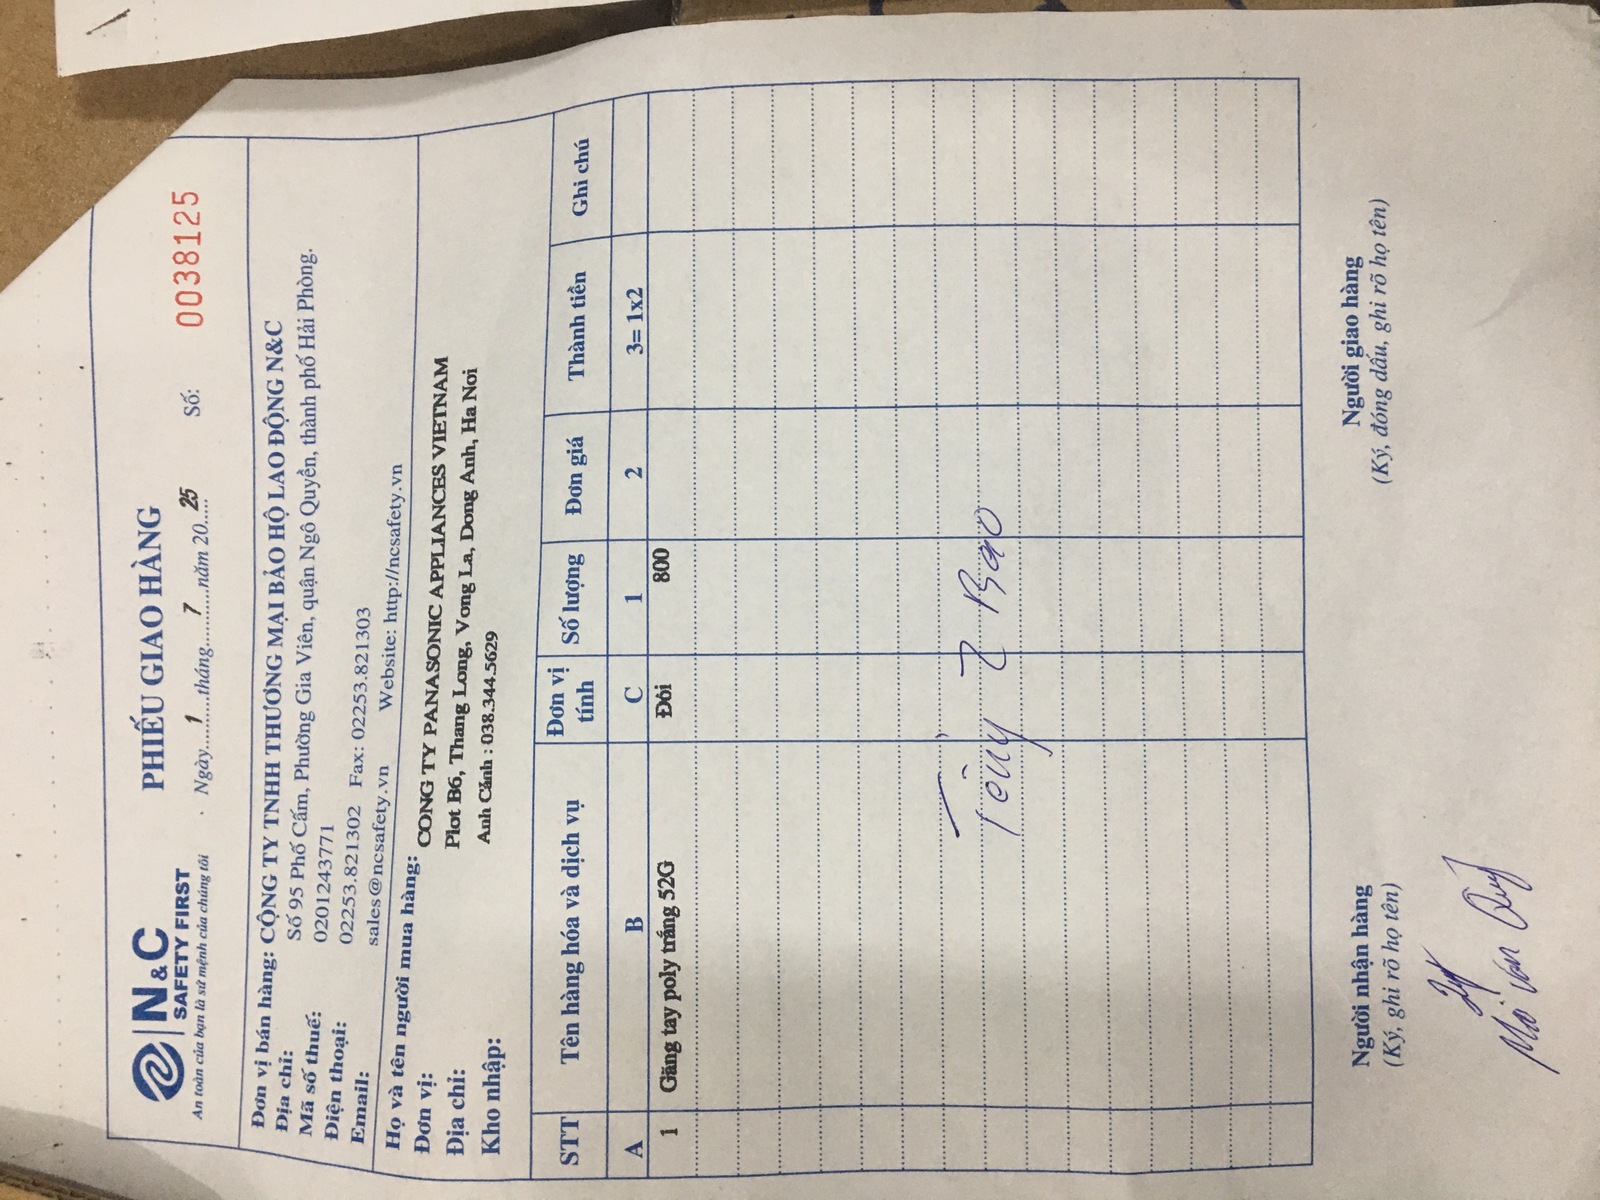 N&C
SAFETY FIRST
An toàn của bạn là sứ mệnh của chúng tôi
PHIẾU GIAO HÀNG
Ngày.....1.....tháng.....7.....năm 20..25..
Số: 0038125
Đơn vị bán hàng: CÔNG TY TNHH THƯƠNG MẠI BẢO HỘ LAO ĐỘNG N&C
Địa chỉ: Số 95 Phố Cấm, Phường Gia Viên, quận Ngô Quyền, thành phố Hải Phòng.
Mã số thuế: 0201243771
Điện thoại: 02253.821302 Fax: 02253.821303
Email: sales@ncsafety.vn Website: http://ncsafety.vn
Họ và tên người mua hàng:
Đơn vị: CONG TY PANASONIC APPLIANCES VIETNAM
Địa chỉ: Plot B6, Thang Long, Vong La, Dong Anh, Ha Noi
Kho nhập: Anh Cảnh : 038.344.5629
STT Tên hàng hóa và dịch vụ Đơn vị tính Số lượng Đơn giá Thành tiền Ghi chú
A B C 1 2 3= 1x2
1 Găng tay poly trắng 52G Đôi 800
2 Bao
Người nhận hàng
(Ký, ghi rõ họ tên)
Người giao hàng
(Ký, đóng dấu, ghi rõ họ tên)
Văn Quý